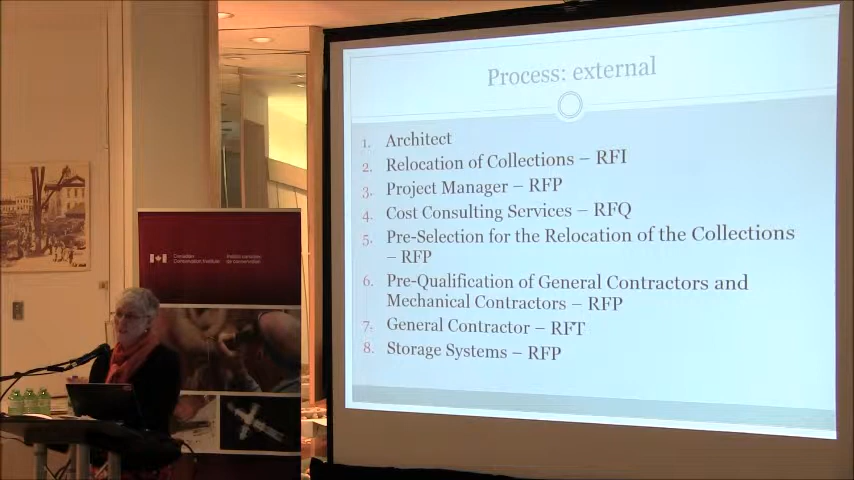 Process: external
1. Architect
2. Relocation of Collections – RFI
3. Project Manager – RFP
4. Cost Consulting Services – RFQ
5. Pre-Selection for the Relocation of the Collections
– RFP
6. Pre-Qualification of General Contractors and
Mechanical Contractors – RFP
7. General Contractor – RFT
8. Storage Systems – RFP
Canadian
Conservation Institute
Institut canadien
de conservation